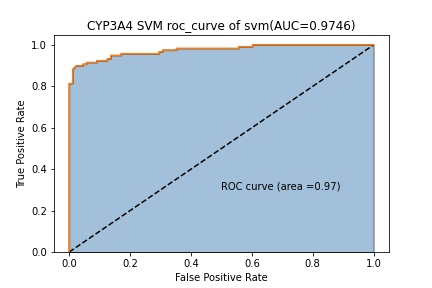 CYP3A4 SVM roc_curve of svm(AUC=0.9746)
1.0
0.8
0.6
0.4
0.2
0.0
True Positive Rate
ROC curve (area =0.97)
0.0 0.2 0.4 0.6 0.8 1.0
False Positive Rate